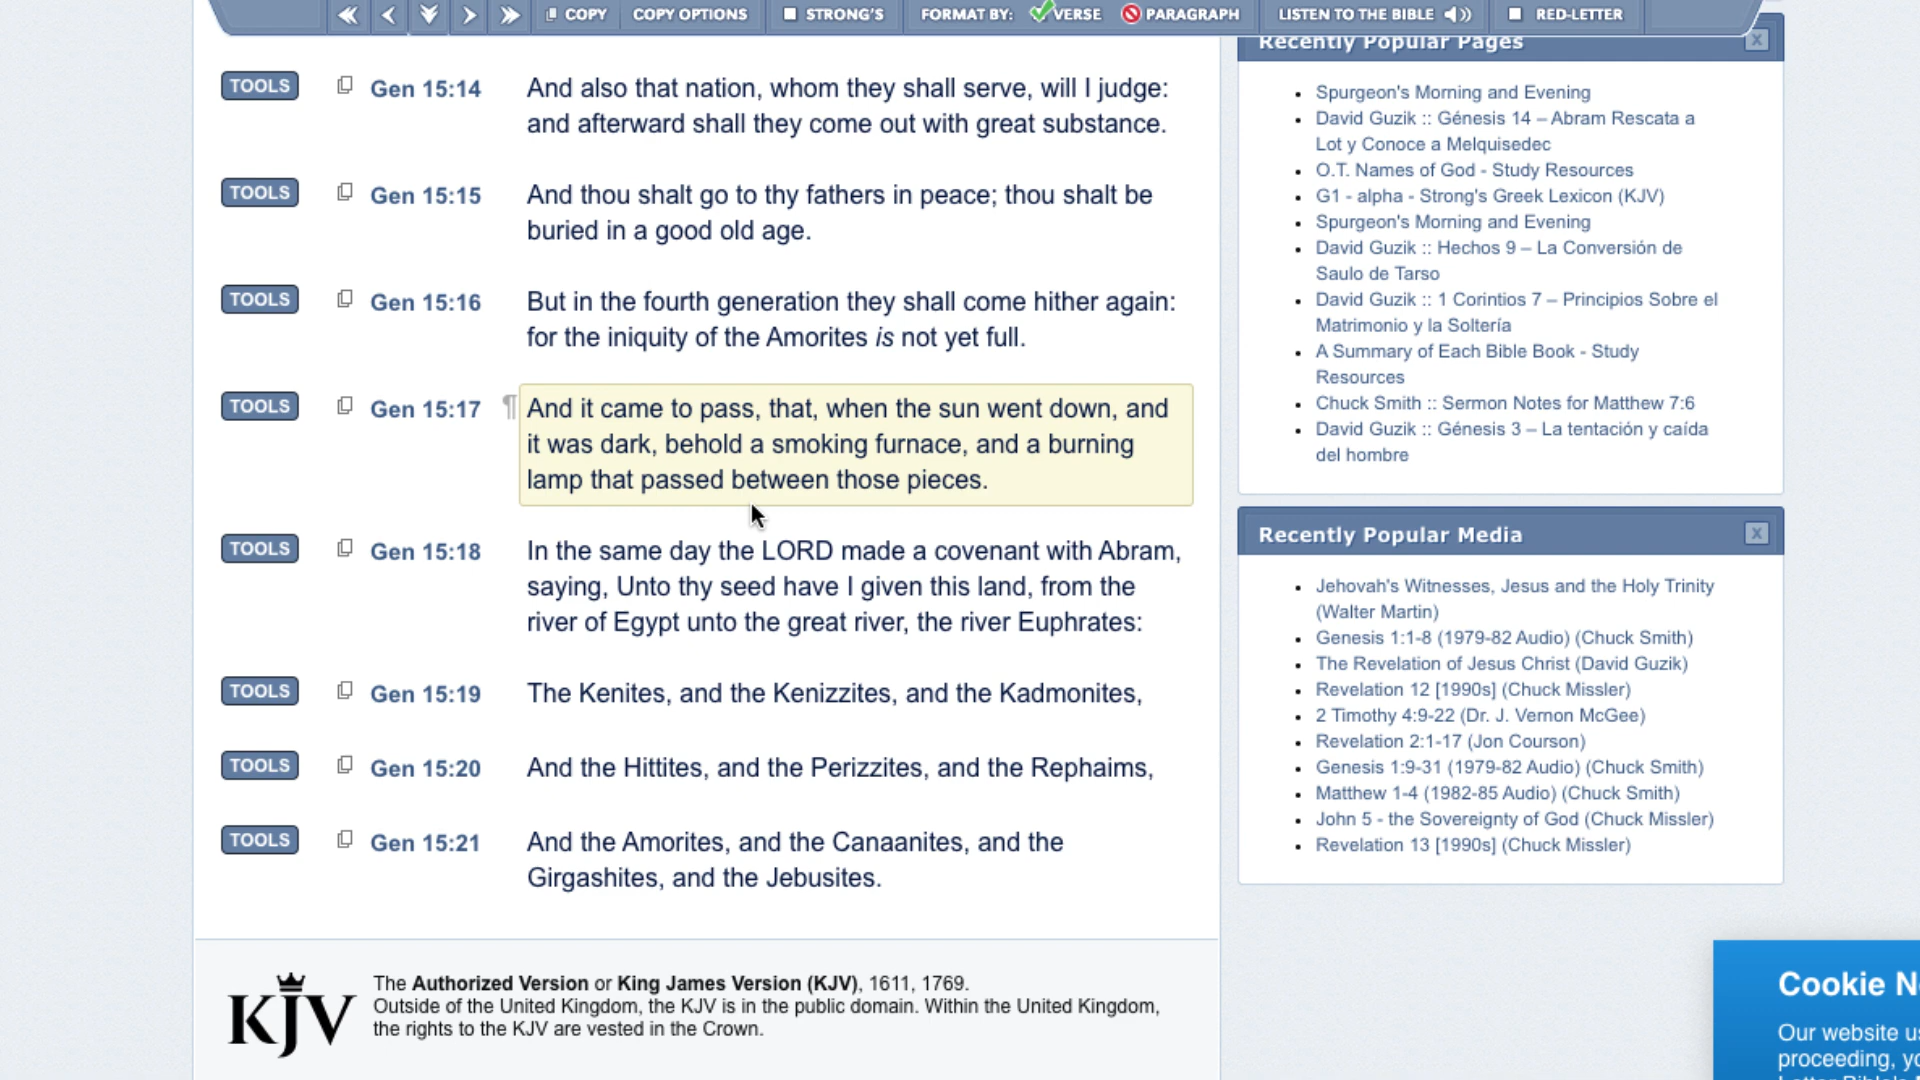 COPY COPY OPTIONS STRONG'S FORMAT BY: VERSE PARAGRAPH LISTEN TO THE BIBLE RED-LETTER
TOOLS Gen 15:14 And also that nation, whom they shall serve, will I judge:
and afterward shall they come out with great substance.
TOOLS Gen 15:15 And thou shalt go to thy fathers in peace; thou shalt be
buried in a good old age.
TOOLS Gen 15:16 But in the fourth generation they shall come hither again:
for the iniquity of the Amorites is not yet full.
TOOLS Gen 15:17 ¶ And it came to pass, that, when the sun went down, and
it was dark, behold a smoking furnace, and a burning
lamp that passed between those pieces.
TOOLS Gen 15:18 In the same day the LORD made a covenant with Abram,
saying, Unto thy seed have I given this land, from the
river of Egypt unto the great river, the river Euphrates:
TOOLS Gen 15:19 The Kenites, and the Kenizzites, and the Kadmonites,
TOOLS Gen 15:20 And the Hittites, and the Perizzites, and the Rephaims,
TOOLS Gen 15:21 And the Amorites, and the Canaanites, and the
Girgashites, and the Jebusites.
KJV
The Authorized Version or King James Version (KJV), 1611, 1769.
Outside of the United Kingdom, the KJV is in the public domain. Within the United Kingdom,
the rights to the KJV are vested in the Crown.
Recently Popular Pages x
• Spurgeon's Morning and Evening
• David Guzik :: Génesis 14 – Abram Rescata a
Lot y Conoce a Melquisedec
• O.T. Names of God - Study Resources
• G1 - alpha - Strong's Greek Lexicon (KJV)
• Spurgeon's Morning and Evening
• David Guzik :: Hechos 9 – La Conversión de
Saulo de Tarso
• David Guzik :: 1 Corintios 7 – Principios Sobre el
Matrimonio y la Soltería
• A Summary of Each Bible Book - Study
Resources
• Chuck Smith :: Sermon Notes for Matthew 7:6
• David Guzik :: Génesis 3 – La tentación y caída
del hombre
Recently Popular Media x
• Jehovah's Witnesses, Jesus and the Holy Trinity
(Walter Martin)
• Genesis 1:1-8 (1979-82 Audio) (Chuck Smith)
• The Revelation of Jesus Christ (David Guzik)
• Revelation 12 [1990s] (Chuck Missler)
• 2 Timothy 4:9-22 (Dr. J. Vernon McGee)
• Revelation 2:1-17 (Jon Courson)
• Genesis 1:9-31 (1979-82 Audio) (Chuck Smith)
• Matthew 1-4 (1982-85 Audio) (Chuck Smith)
• John 5 - the Sovereignty of God (Chuck Missler)
• Revelation 13 [1990s] (Chuck Missler)
Cookie N
Our website us
proceeding, yo